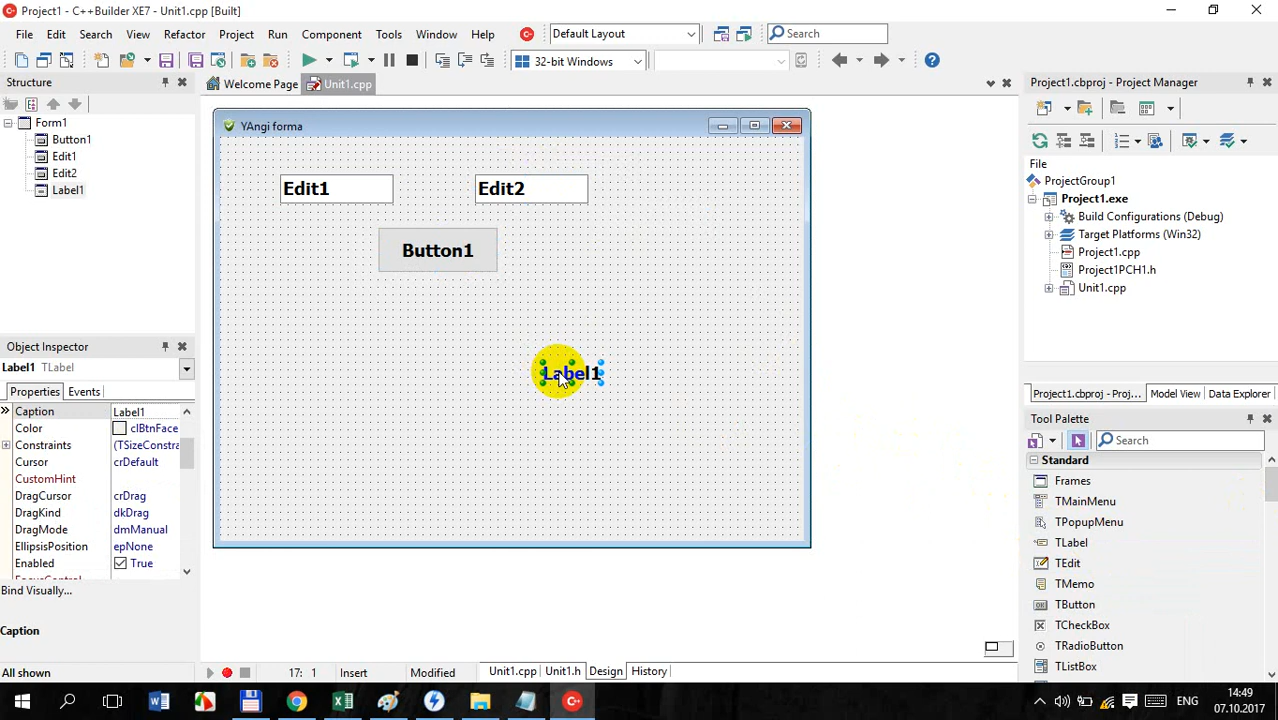 Project1 - C++Builder XE7 - Unit1.cpp [Built]
File Edit Search View Refactor Project Run Component Tools Window Help
Default Layout
Search
32-bit Windows
Structure
Welcome Page
Unit1.cpp
Form1
Button1
Edit1
Edit2
Label1
YAngi forma
Edit1
Edit2
Button1
Label1
Object Inspector
Label1 TLabel
Properties Events
Caption Label1
Color clBtnFace
Constraints (TSizeConstra
Cursor crDefault
CustomHint
DragCursor crDrag
DragKind dkDrag
DragMode dmManual
EllipsisPosition epNone
Enabled True
Bind Visually...
Caption
All shown
17: 1
Insert
Modified
Unit1.cpp Unit1.h Design History
Project1.cbproj - Project Manager
File
ProjectGroup1
Project1.exe
Build Configurations (Debug)
Target Platforms (Win32)
Project1.cpp
Project1PCH1.h
Unit1.cpp
Project1.cbproj - Proj... Model View Data Explorer
Tool Palette
Search
Standard
Frames
TMainMenu
TPopupMenu
TLabel
TEdit
TMemo
TButton
TCheckBox
TRadioButton
TListBox
ENG
14:49
07.10.2017